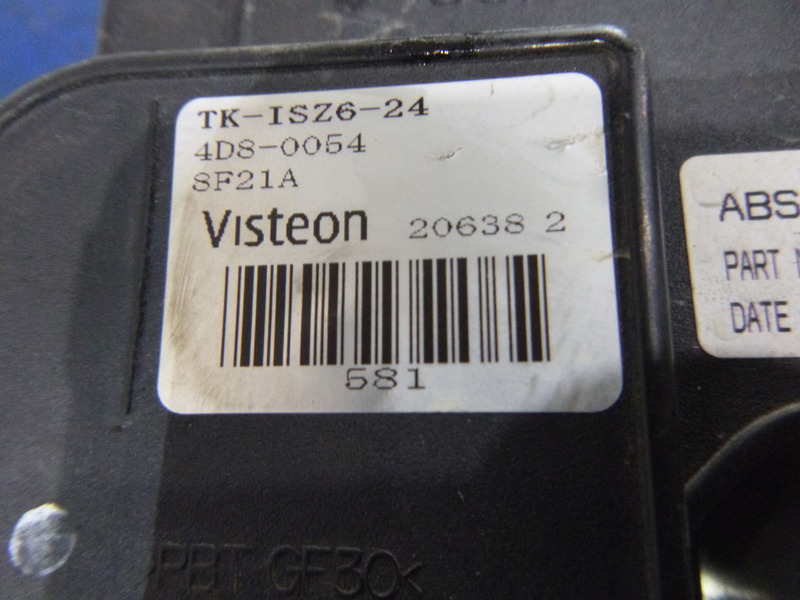 TK-ISZ6-24
4D8-0054
8F21A
Visteon 20638 2
581
ABS
PART
DATE
PBT GF30<